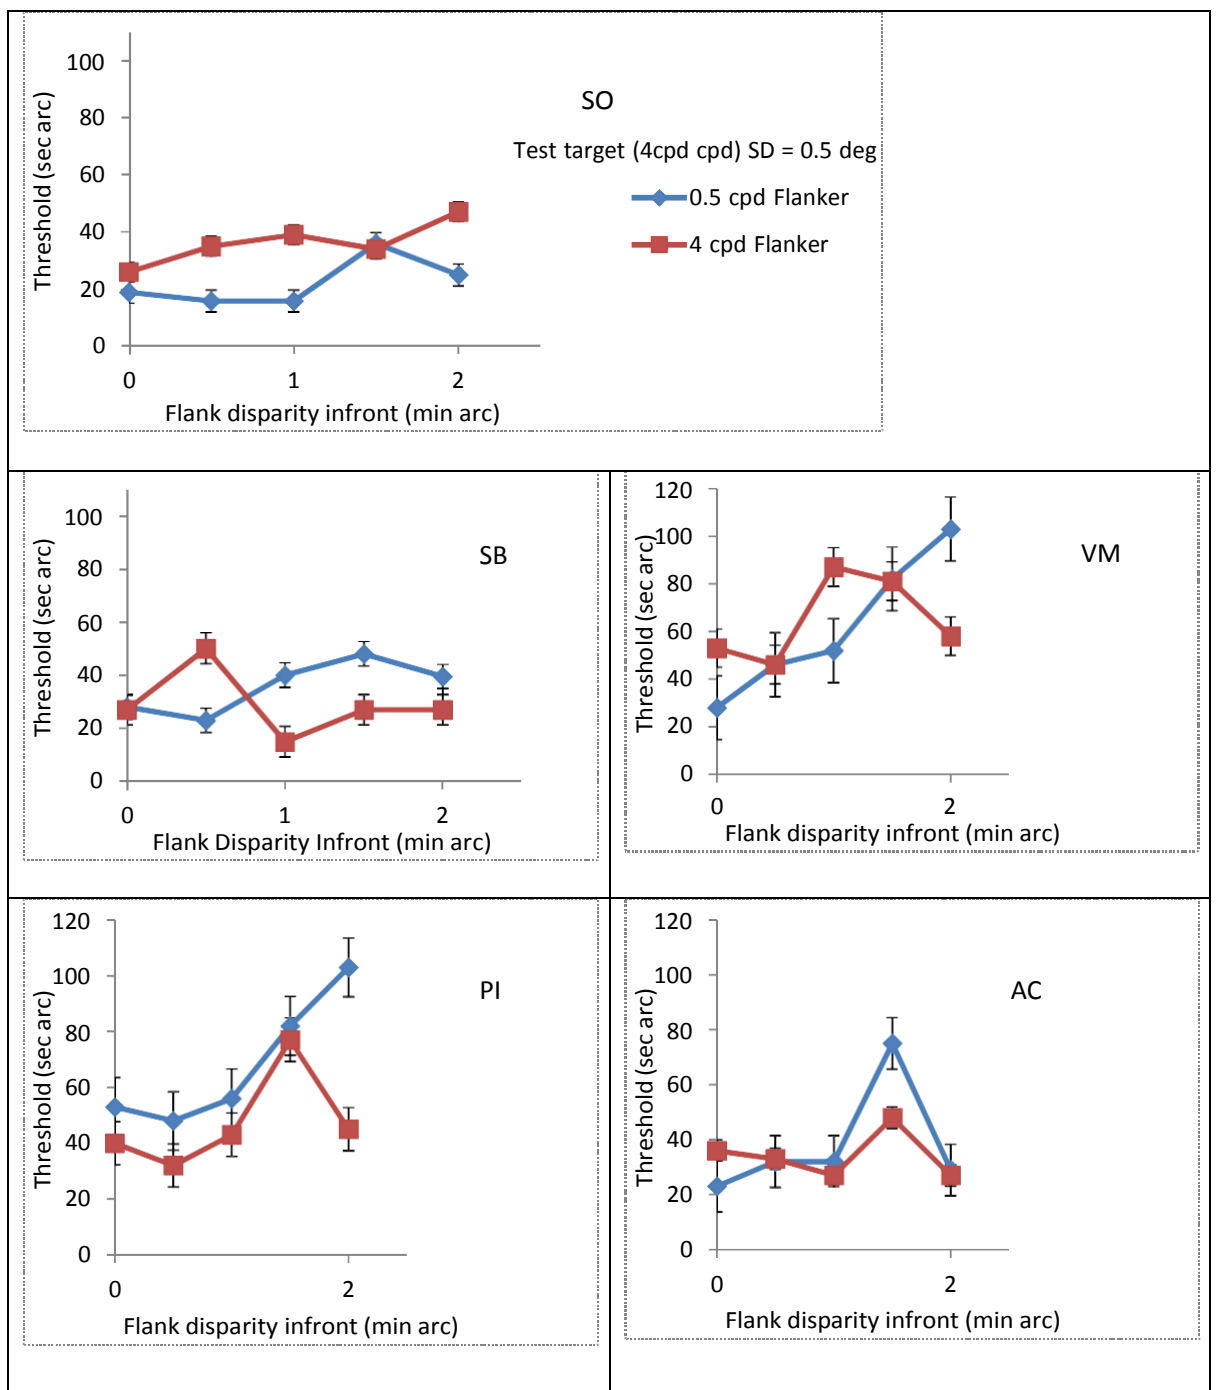 100
80
60
40
20
0
Threshold (sec arc)
SO
Test target (4cpd cpd) SD = 0.5 deg
0.5 cpd Flanker
4 cpd Flanker
0 1 2
Flank disparity infront (min arc)
100
80
60
40
20
0
Threshold (sec arc)
SB
0 1 2
Flank Disparity Infront (min arc)
120
100
80
60
40
20
0
Threshold (sec arc)
VM
0 2
Flank disparity infront (min arc)
120
100
80
60
40
20
0
Threshold (sec arc)
PI
0 2
Flank disparity infront (min arc)
120
100
80
60
40
20
0
Threshold (sec arc)
AC
0 2
Flank disparity infront (min arc)